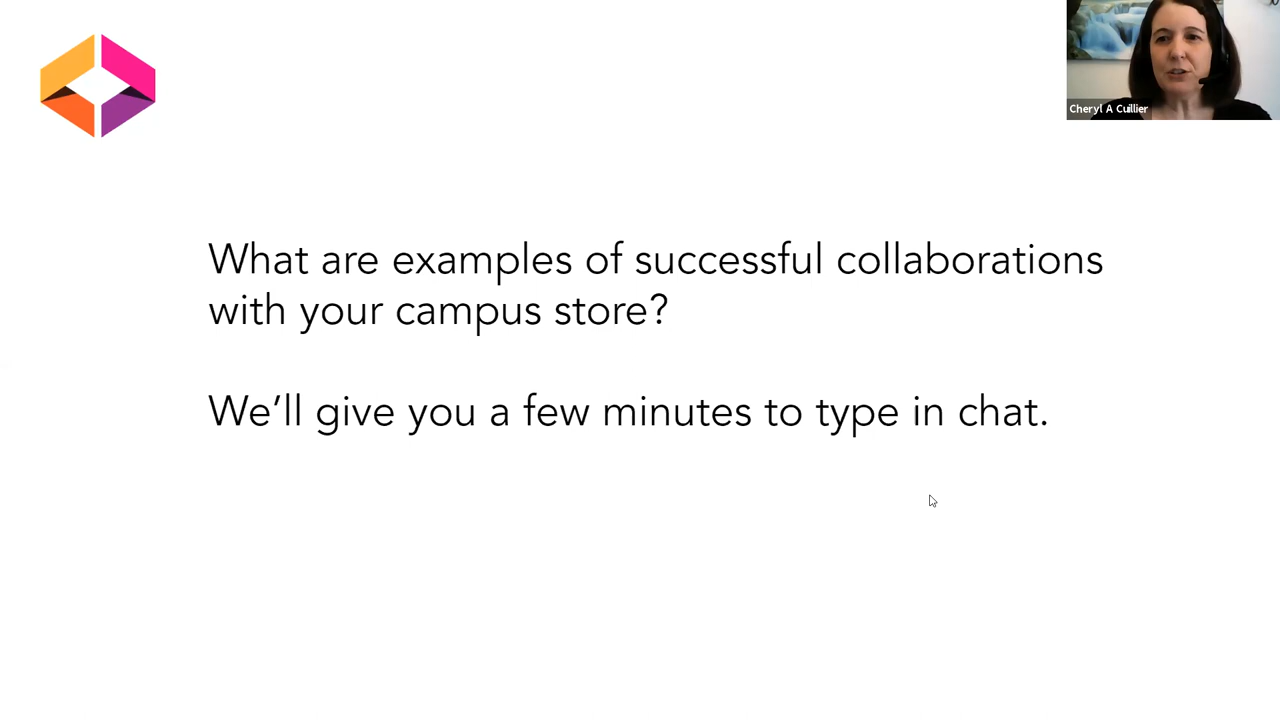 Cheryl A Cuillier
What are examples of successful collaborations
with your campus store?
We’ll give you a few minutes to type in chat.